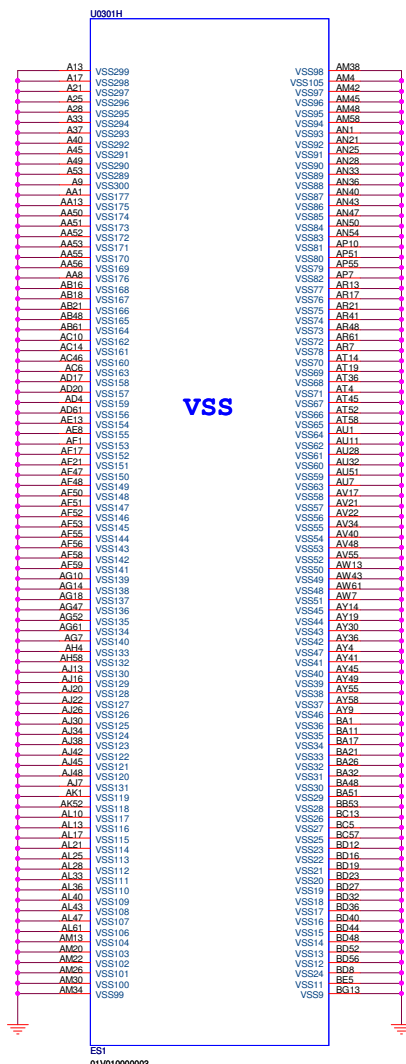 U0301H
A13 VSS299 VSS98 AM38
A17 VSS298 VSS105 AM4
A21 VSS297 VSS97 AM42
A25 VSS296 VSS96 AM45
A28 VSS295 VSS95 AM48
A33 VSS294 VSS94 AM58
A37 VSS293 VSS93 AN1
A40 VSS292 VSS92 AN21
A45 VSS291 VSS91 AN25
A49 VSS290 VSS90 AN28
A53 VSS289 VSS89 AN33
A9 VSS300 VSS88 AN36
AA1 VSS177 VSS87 AN40
AA13 VSS175 VSS86 AN43
AA50 VSS174 VSS85 AN47
AA51 VSS173 VSS84 AN50
AA52 VSS172 VSS83 AN54
AA53 VSS171 VSS81 AP10
AA55 VSS170 VSS80 AP51
AA56 VSS169 VSS79 AP55
AA8 VSS176 VSS82 AP7
AB16 VSS168 VSS77 AR13
AB18 VSS167 VSS76 AR17
AB21 VSS166 VSS75 AR21
AB48 VSS165 VSS74 AR41
AB61 VSS164 VSS73 AR48
AC10 VSS162 VSS72 AR61
AC14 VSS161 VSS78 AR7
AC46 VSS160 VSS70 AT14
AC6 VSS163 VSS69 AT19
AD17 VSS158 VSS68 AT36
AD20 VSS157 VSS71 AT4
AD4 VSS159 VSS67 AT45
AD61 VSS156 VSS66 AT52
AE13 VSS154 VSS65 AT58
AE8 VSS155 VSS64 AU1
AF1 VSS153 VSS62 AU11
AF17 VSS152 VSS61 AU28
AF21 VSS151 VSS60 AU32
AF47 VSS150 VSS59 AU51
AF48 VSS149 VSS63 AU7
AF50 VSS148 VSS58 AV17
AF51 VSS147 VSS57 AV21
AF52 VSS146 VSS56 AV22
AF53 VSS145 VSS55 AV34
AF55 VSS144 VSS54 AV40
AF56 VSS143 VSS53 AV48
AF58 VSS142 VSS52 AV55
AF59 VSS141 VSS50 AW13
AG10 VSS139 VSS49 AW43
AG14 VSS138 VSS48 AW61
AG18 VSS137 VSS51 AW7
AG47 VSS136 VSS45 AY14
AG52 VSS135 VSS44 AY19
AG61 VSS134 VSS43 AY30
AG7 VSS140 VSS42 AY36
AH4 VSS133 VSS47 AY4
AH58 VSS132 VSS41 AY41
AJ13 VSS130 VSS40 AY45
AJ16 VSS129 VSS39 AY49
AJ20 VSS128 VSS38 AY55
AJ22 VSS127 VSS37 AY58
AJ26 VSS126 VSS46 AY9
AJ30 VSS125 VSS36 BA1
AJ34 VSS124 VSS35 BA11
AJ38 VSS123 VSS34 BA17
AJ42 VSS122 VSS33 BA21
AJ45 VSS121 VSS32 BA26
AJ48 VSS120 VSS31 BA32
AJ7 VSS131 VSS30 BA48
AK1 VSS119 VSS29 BA51
AK52 VSS118 VSS28 BB53
AL10 VSS117 VSS26 BC13
AL13 VSS116 VSS27 BC5
AL17 VSS115 VSS25 BC57
AL21 VSS114 VSS23 BD12
AL25 VSS113 VSS22 BD16
AL28 VSS112 VSS21 BD19
AL33 VSS111 VSS20 BD23
AL36 VSS110 VSS19 BD27
AL40 VSS109 VSS18 BD32
AL43 VSS108 VSS17 BD36
AL47 VSS107 VSS16 BD40
AL61 VSS106 VSS15 BD44
AM13 VSS104 VSS14 BD48
AM20 VSS103 VSS13 BD52
AM22 VSS102 VSS12 BD56
AM26 VSS101 VSS24 BD8
AM30 VSS100 VSS11 BE5
AM34 VSS99 VSS9 BG13
VSS
ES1